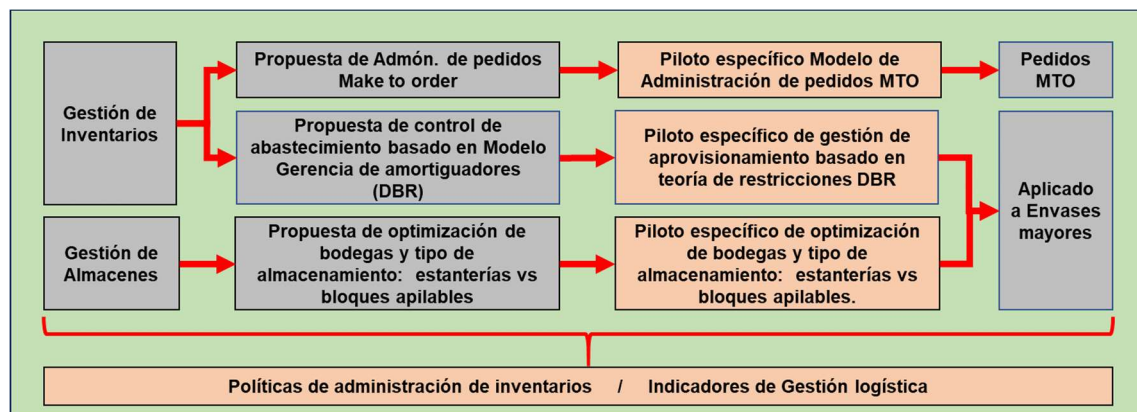 Gestión de
Inventarios
Propuesta de Admón. de pedidos
Make to order
Piloto específico Modelo de
Administración de pedidos MTO
Pedidos
MTO
Propuesta de control de
abastecimiento basado en Modelo
Gerencia de amortiguadores
(DBR)
Piloto específico de gestión de
aprovisionamiento basado en
teoría de restricciones DBR
Aplicado
a Envases
mayores
Gestión de
Almacenes
Propuesta de optimización de
bodegas y tipo de
almacenamiento: estanterías vs
bloques apilables
Piloto específico de optimización
de bodegas y tipo de
almacenamiento: estanterías vs
bloques apilables.
Políticas de administración de inventarios / Indicadores de Gestión logística